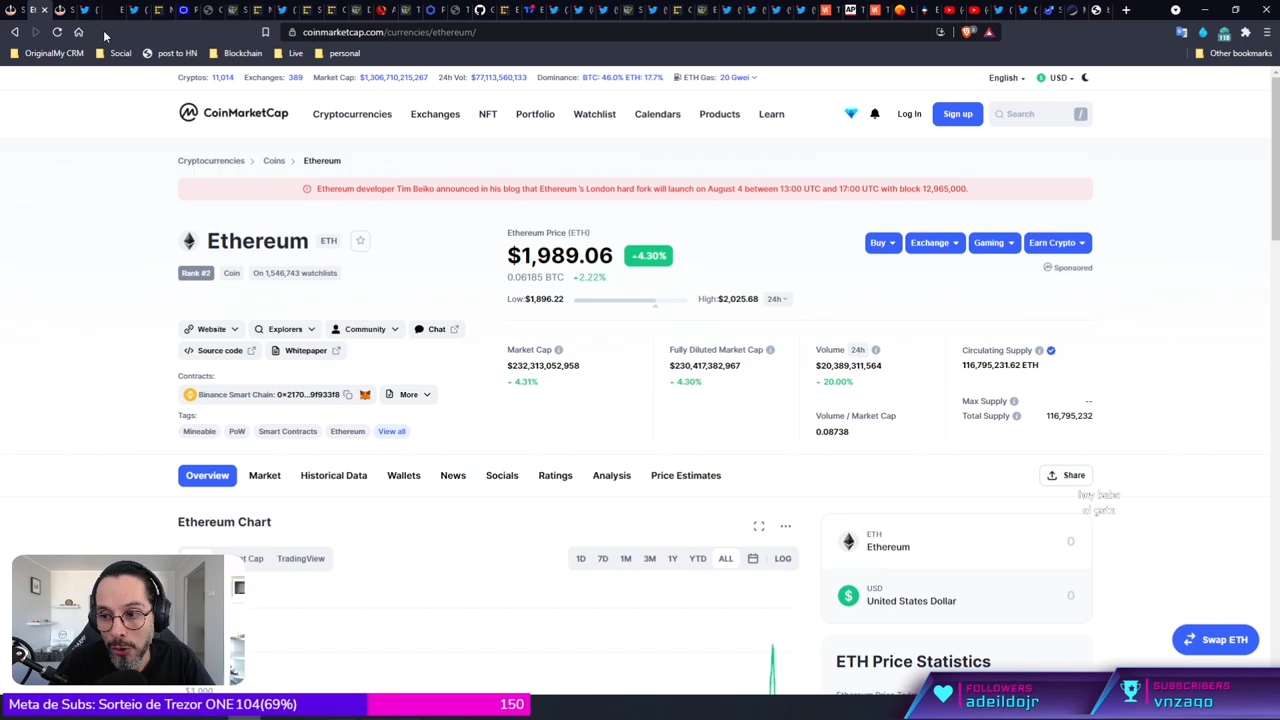 coinmarketcap.com/currencies/ethereum/
OriginalMy CRM
Social
post to HN
Blockchain
Live
personal
Other bookmarks
Cryptos: 11,014 Exchanges: 389 Market Cap: $1,306,710,215,267 24h Vol: $77,113,560,133 Dominance: BTC: 46.0% ETH: 17.7% ETH Gas: 20 Gwei
English
USD
CoinMarketCap
Cryptocurrencies
Exchanges
NFT
Portfolio
Watchlist
Calendars
Products
Learn
Log In
Sign up
Search
/
Cryptocurrencies
Coins
Ethereum
Ethereum developer Tim Beiko announced in his blog that Ethereum 's London hard fork will launch on August 4 between 13:00 UTC and 17:00 UTC with block 12,965,000.
Ethereum ETH
Rank #2
Coin
On 1,546,743 watchlists
Ethereum Price (ETH)
$1,989.06
4.30%
0.06185 BTC
2.22%
Low:$1,896.22
High:$2,025.68
24h
Buy
Exchange
Gaming
Earn Crypto
Sponsored
Website
Explorers
Community
Chat
Source code
Whitepaper
Contracts:
Binance Smart Chain: 0x2170...9f933f8
More
Tags:
Mineable
PoW
Smart Contracts
Ethereum
View all
Market Cap
$232,313,052,958
4.31%
Fully Diluted Market Cap
$230,417,382,967
4.30%
Volume 24h
$20,389,311,564
20.00%
Volume / Market Cap
0.08738
Circulating Supply
116,795,231.62 ETH
Max Supply --
Total Supply 116,795,232
Overview
Market
Historical Data
Wallets
News
Socials
Ratings
Analysis
Price Estimates
Share
hey babe
el gato
Ethereum Chart
TradingView
1D
7D
1M
3M
1Y
YTD
ALL
LOG
$3,000
ETH
Ethereum
0
USD
United States Dollar
0
Swap ETH
ETH Price Statistics
Meta de Subs: Sorteio de Trezor ONE 104(69%)
150
FOLLOWERS
adeildojr
SUBSCRIBERS
vnzago